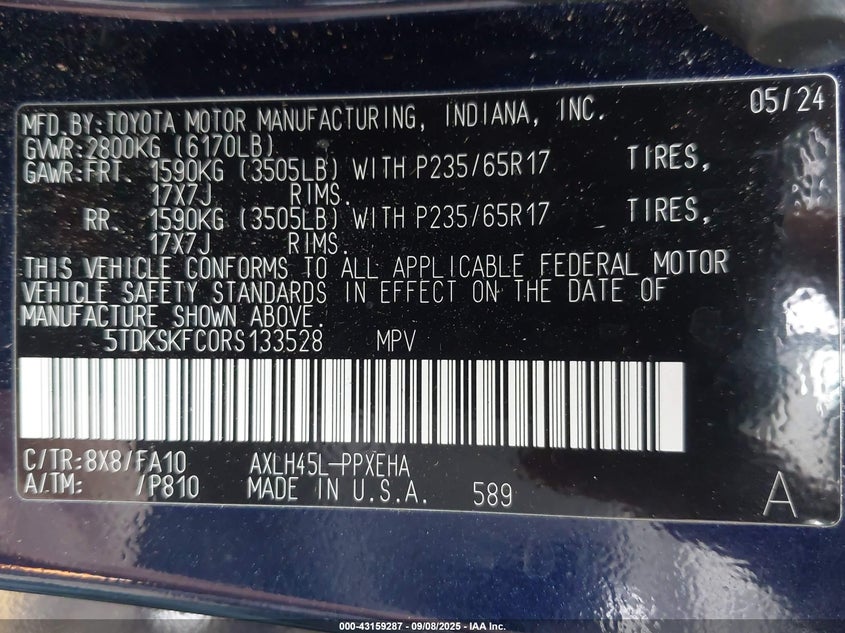 05/24
MFD.BY:TOYOTA MOTOR MANUFACTURING, INDIANA, INC.
GVWR:2800KG (6170LB)
GAWR:FRT. 1590KG (3505LB) WITH P235/65R17 TIRES,
17X7J RIMS.
RR. 1590KG (3505LB) WITH P235/65R17 TIRES,
17X7J RIMS.
THIS VEHICLE CONFORMS TO ALL APPLICABLE FEDERAL MOTOR
VEHICLE SAFETY STANDARDS IN EFFECT ON THE DATE OF
MANUFACTURE SHOWN ABOVE.
5TDKSKFC0RS133528 MPV
C/TR:8X8/FA10 AXLH45L-PPXEHA
A/TM: /P810 MADE IN U.S.A. 589 A
000-43159287 - 09/08/2025 - IAA Inc.